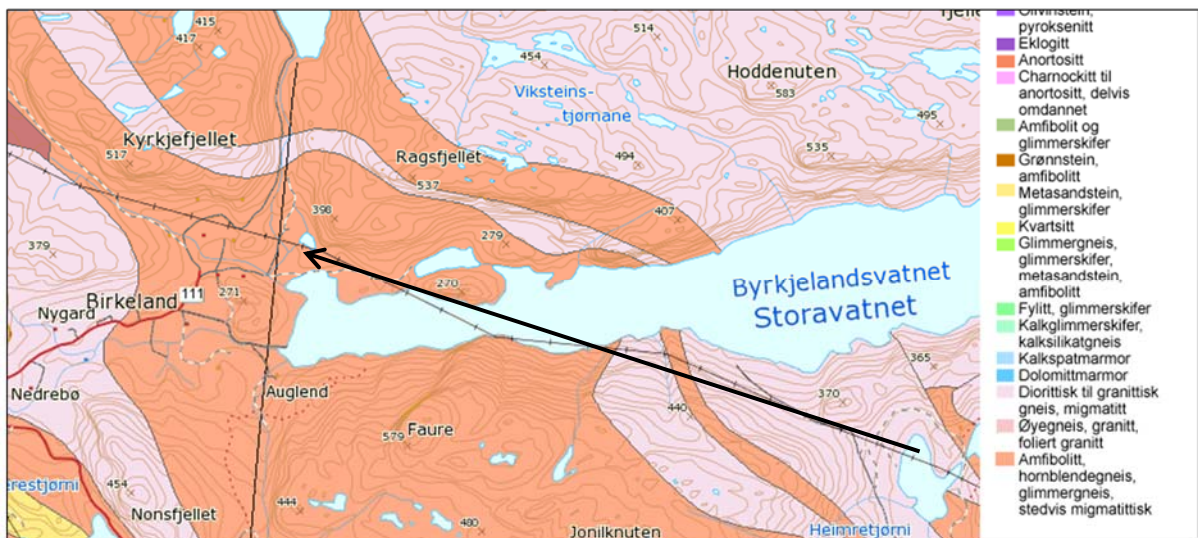 415
417
514
454
Hoddenuten
583
Viksteins-
tjørnane
495
Kyrkjefjellet
517
Ragsfjellet
537
494
535
398
407
379
279
Byrkjelandsvatnet
Storavatnet
270
271
Birkeland
111
Nygard
365
Nedrebø
Auglend
370
440
Faure
579
454
Nonsfjellet
444
480
Jonilknuten
Heimretjørni
erestjørni
Olivinstein,
pyroksenitt
Eklogitt
Anortositt
Charnockitt til
anortositt, delvis
omdannet
Amfibolit og
glimmerskifer
Grønnstein,
amfibolitt
Metasandstein,
glimmerskifer
Kvartsitt
Glimmergneis,
glimmerskifer,
metasandstein,
amfibolitt
Fylitt, glimmerskifer
Kalkglimmerskifer,
kalksilikatgneis
Kalkspatmarmor
Dolomittmarmor
Diorittisk til granittisk
gneis, migmatitt
Øyegneis, granitt,
foliert granitt
Amfibolitt,
hornblendegneis,
glimmergneis,
stedvis migmatittisk